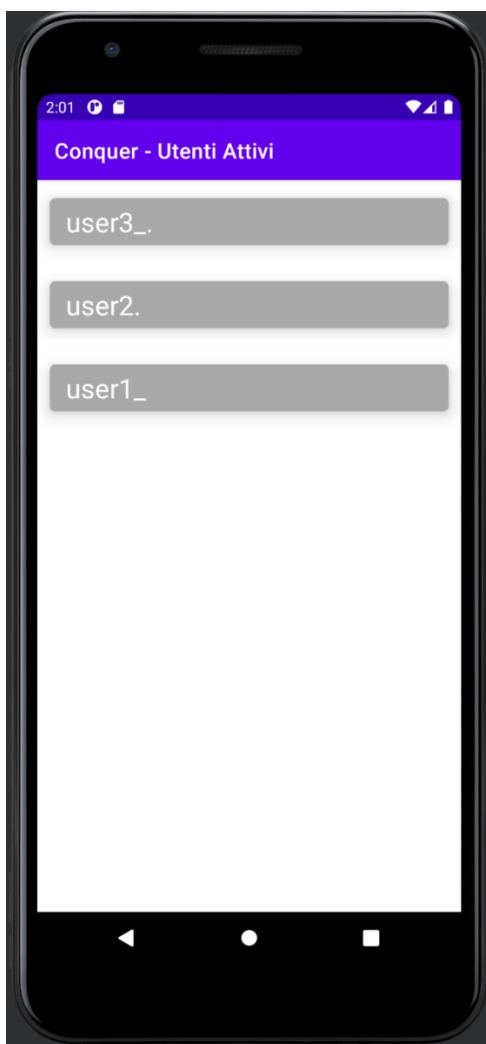 2:01
Conquer - Utenti Attivi
user3_.
user2.
user1_